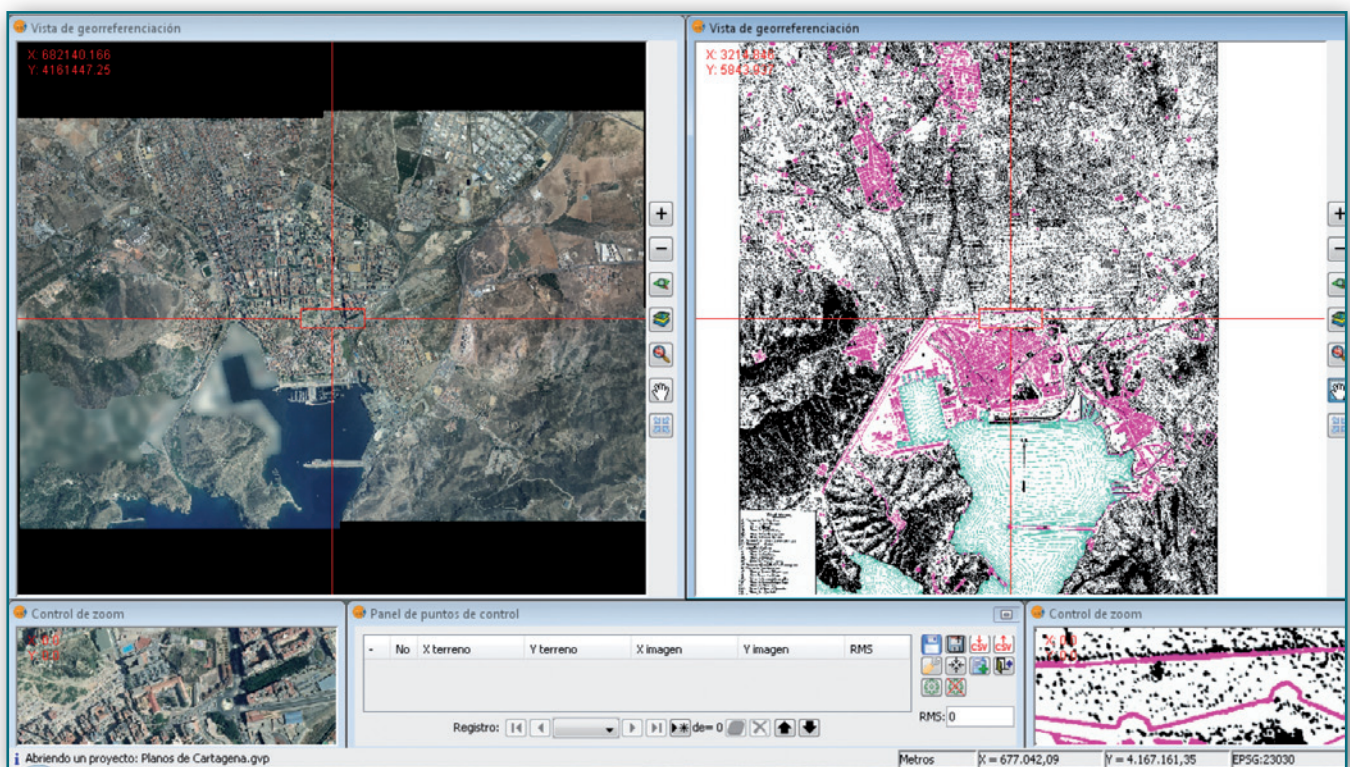 Vista de georreferenciación
X: 682140.166
Y: 4161447.25
Vista de georreferenciación
Control de zoom
Panel de puntos de control
- No X terreno Y terreno X imagen Y imagen RMS
CSV CSV
RMS: 0
Registro: de= 0
Control de zoom
Abriendo un proyecto: Planos de Cartagena.gvp
Metros X = 677.042,09 Y = 4.167.161,35 EPSG:23030